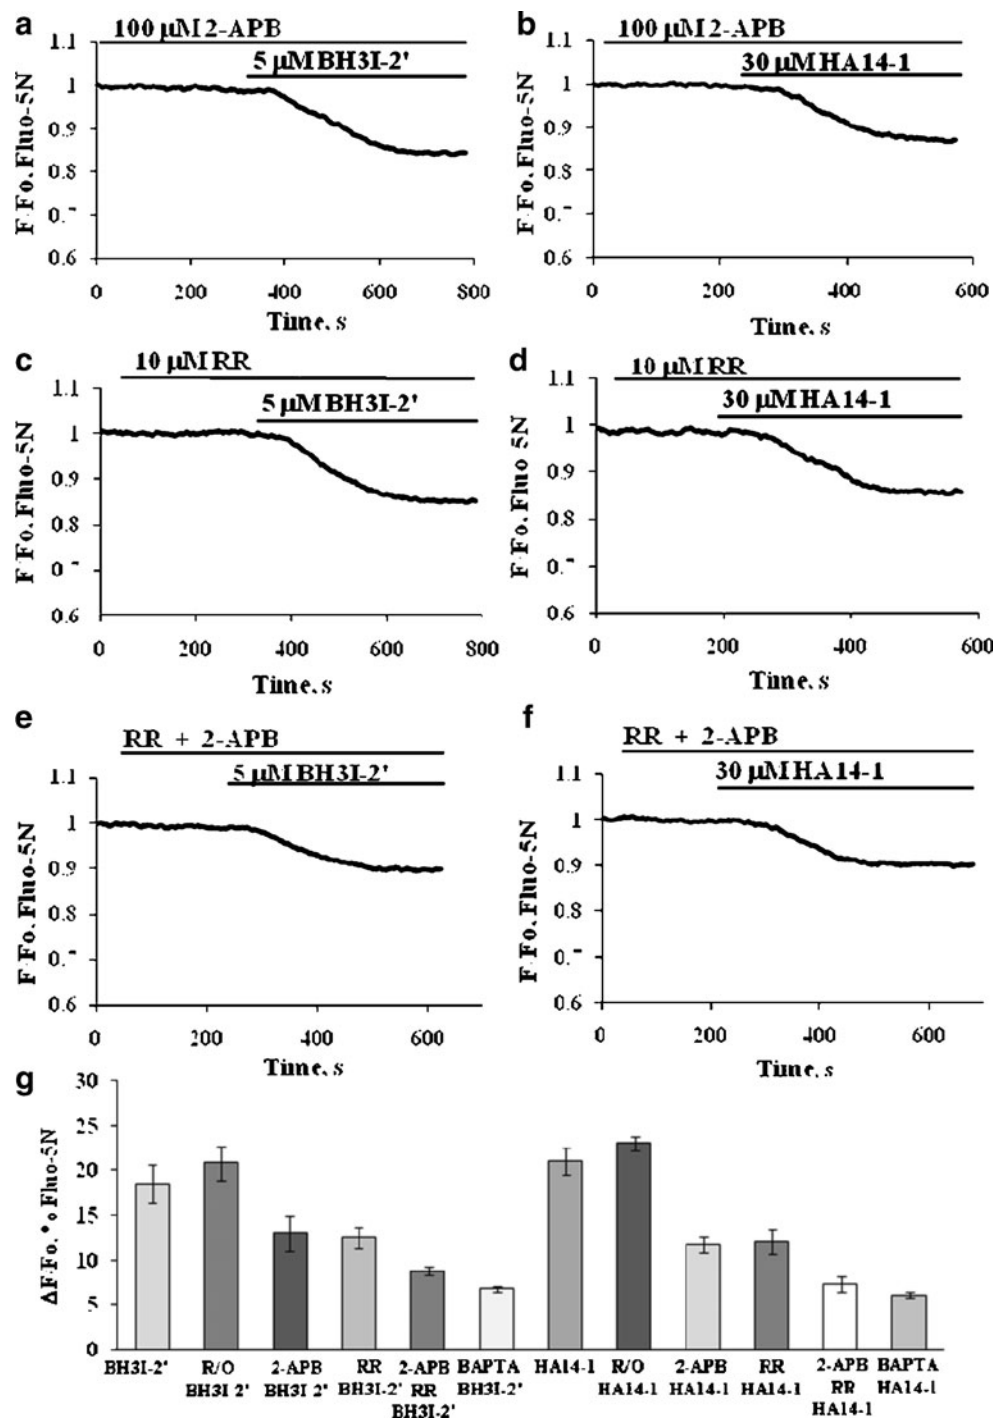 a
100 µM 2-APB
5 µM BH3I-2'
1.1
1
0.9
0.8
0.6
F/Fo, Fluo-5N
0 200 400 600 800
Time, s
b
100 µM 2-APB
30 µM HA14-1
1.1
1
0.9
0.8
0.6
F/Fo, Fluo-5N
0 200 400 600
Time, s
c
10 µM RR
5 µM BH3I-2'
1.1
1
0.9
0.8
0.6
F/Fo, Fluo-5N
0 200 400 600 800
Time, s
d
10 µM RR
30 µM HA14-1
1.1
1
0.9
0.8
0.6
F/Fo, Fluo 5N
0 200 400 600
Time, s
e
RR + 2-APB
5 µM BH3I-2'
1.1
1
0.9
0.8
0.6
F/Fo, Fluo-5N
0 200 400 600
Time, s
f
RR + 2-APB
30 µM HA14-1
1.1
1
0.9
0.8
0.6
F/Fo, Fluo-5N
0 200 400 600
Time, s
g
30
25
20
15
10
5
0
ΔF/Fo, % Fluo-5N
BH3I-2'
R/O
BH3I 2'
2-APB
BH3I 2'
RR
BH3I-2'
2-APB
RR
BH3I-2'
BAPTA
BH3I-2'
HA14-1
R/O
HA14-1
2-APB
HA14-1
RR
HA14-1
2-APB
RR
HA14-1
BAPTA
HA14-1